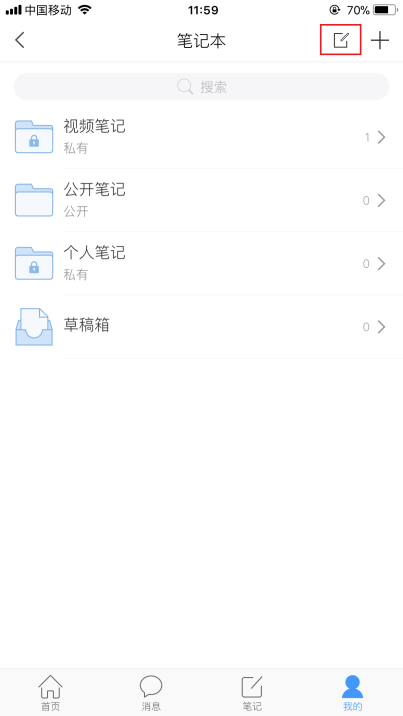 中国移动 11:59 70%
笔记本
搜索
视频笔记
私有
1
公开笔记
公开
0
个人笔记
私有
0
草稿箱
0
首页 消息 笔记 我的